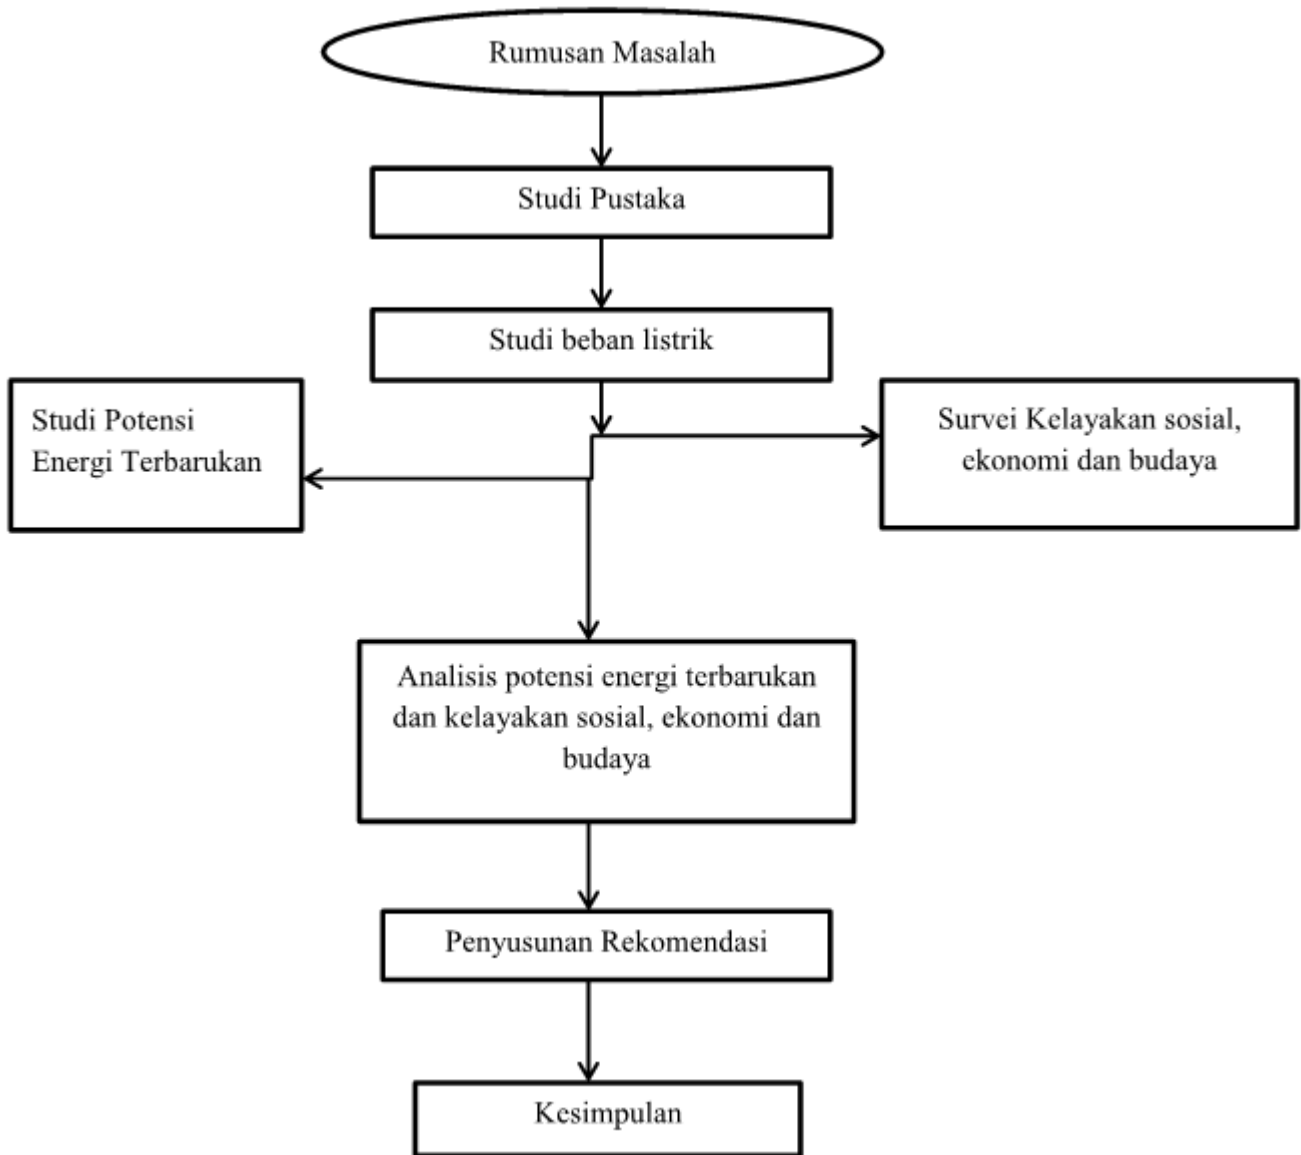 Rumusan Masalah
Studi Pustaka
Studi beban listrik
Studi Potensi
Energi Terbarukan
Survei Kelayakan sosial,
ekonomi dan budaya
Analisis potensi energi terbarukan
dan kelayakan sosial, ekonomi dan
budaya
Penyusunan Rekomendasi
Kesimpulan